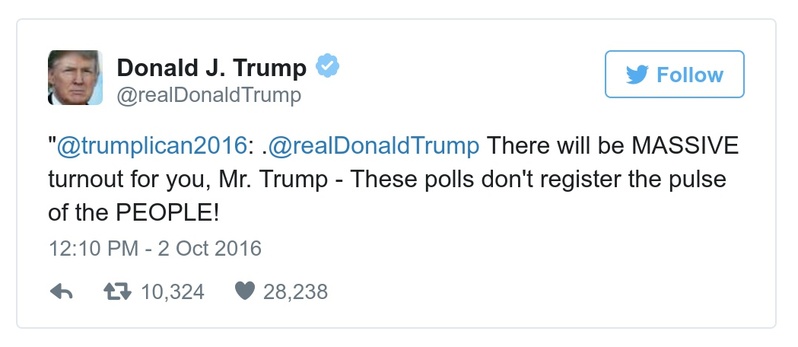 Donald J. Trump
@realDonaldTrump
Follow
"@trumplican2016: .@realDonaldTrump There will be MASSIVE
turnout for you, Mr. Trump - These polls don't register the pulse
of the PEOPLE!
12:10 PM - 2 Oct 2016
10,324 28,238